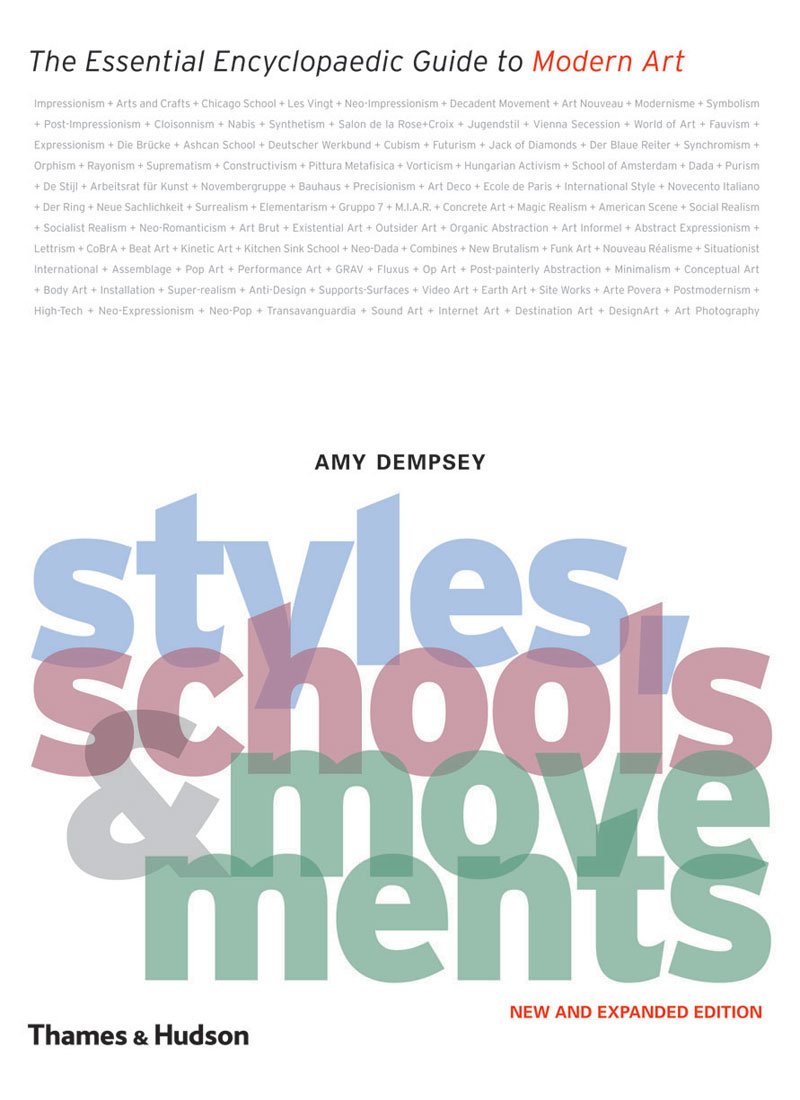 The Essential Encyclopaedic Guide to Modern Art
Impressionism + Arts and Crafts + Chicago School + Les Vingt + Neo-Impressionism + Decadent Movement + Art Nouveau + Modernisme + Symbolism
+ Post-Impressionism + Cloisonnism + Nabis + Synthetism + Salon de la Rose+Croix + Jugendstil + Vienna Secession + World of Art + Fauvism +
Expressionism + Die Brücke + Ashcan School + Deutscher Werkbund + Cubism + Futurism + Jack of Diamonds + Der Blaue Reiter + Synchromism +
Orphism + Rayonism + Suprematism + Constructivism + Pittura Metafisica + Vorticism + Hungarian Activism + School of Amsterdam + Dada + Purism
+ De Stijl + Arbeitsrat für Kunst + Novembergruppe + Bauhaus + Precisionism + Art Deco + Ecole de Paris + International Style + Novecento Italiano
+ Der Ring + Neue Sachlichkeit + Surrealism + Elementarism + Gruppo 7 + M.I.A.R. + Concrete Art + Magic Realism + American Scene + Social Realism
+ Socialist Realism + Neo-Romanticism + Art Brut + Existential Art + Outsider Art + Organic Abstraction + Art Informel + Abstract Expressionism +
Lettrism + CoBrA + Beat Art + Kinetic Art + Kitchen Sink School + Neo-Dada + Combines + New Brutalism + Funk Art + Nouveau Réalisme + Situationist
International + Assemblage + Pop Art + Performance Art + GRAV + Fluxus + Op Art + Post-painterly Abstraction + Minimalism + Conceptual Art
+ Body Art + Installation + Super-realism + Anti-Design + Supports-Surfaces + Video Art + Earth Art + Site Works + Arte Povera + Postmodernism +
High-Tech + Neo-Expressionism + Neo-Pop + Transavanguardia + Sound Art + Internet Art + Destination Art + DesignArt + Art Photography
AMY DEMPSEY
styles,
schools
& move
ments
NEW AND EXPANDED EDITION
Thames & Hudson